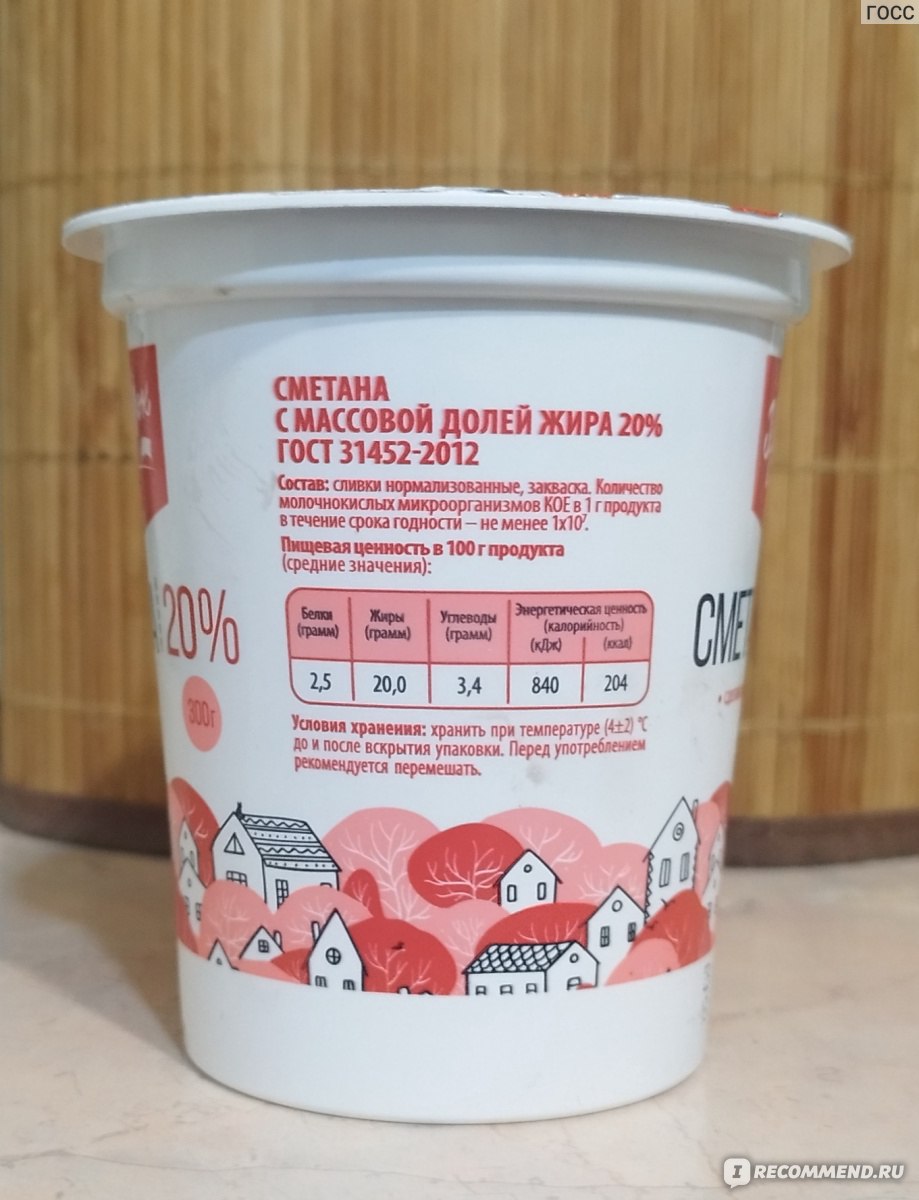 ГОСС
СМЕТАНА
С МАССОВОЙ ДОЛЕЙ ЖИРА 20%
ГОСТ 31452-2012
Состав: сливки нормализованные, закваска. Количество
молочнокислых микроорганизмов КОЕ в 1 г продукта
в течение срока годности – не менее 1х10⁷.
Пищевая ценность в 100 г продукта
(средние значения):
Белки
(грамм)
Жиры
(грамм)
Углеводы
(грамм)
Энергетическая ценность
(калорийность)
(кДж)
(ккал)
2,5
20,0
3,4
840
204
Условия хранения: хранить при температуре (4±2) °С
до и после вскрытия упаковки. Перед употреблением
рекомендуется перемешать.
20%
300г
СМЕТ
I RECOMMEND.RU